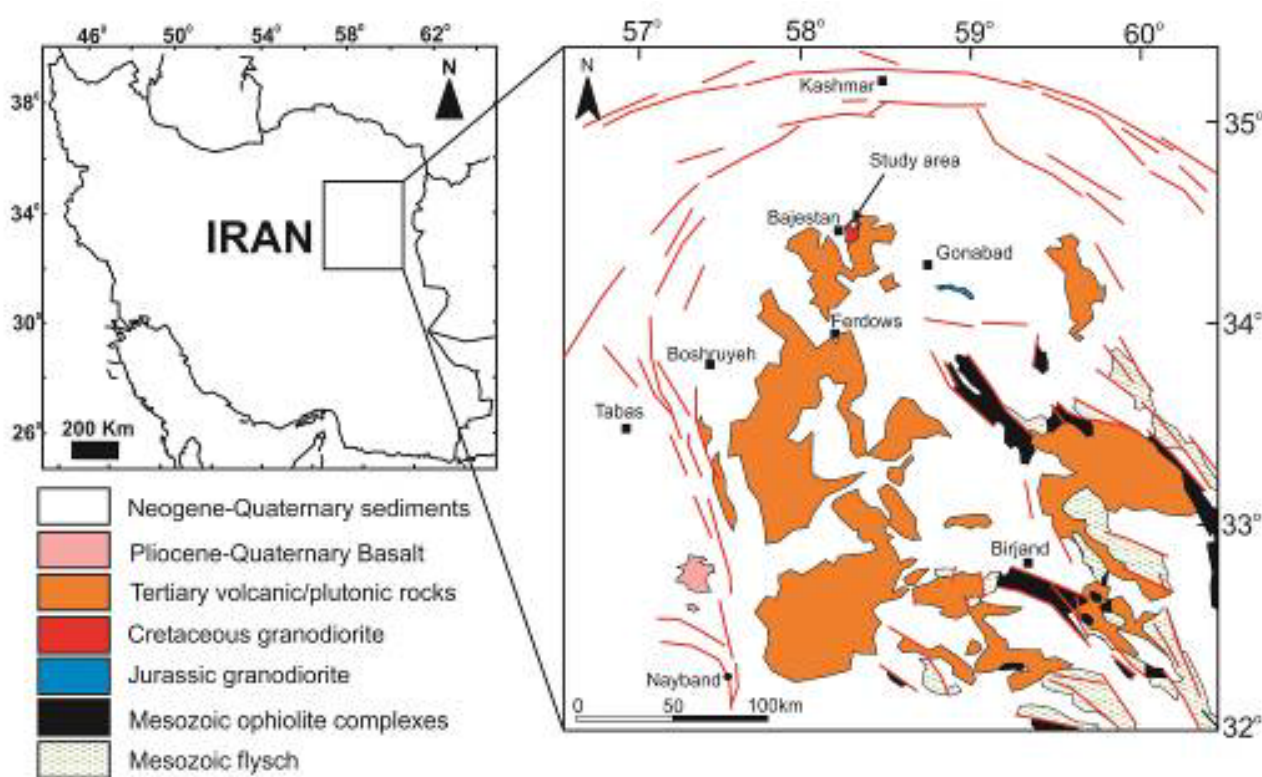 46° 50° 54° 58° 62°
38°
34°
30°
26°
N
IRAN
200 Km
57° 58° 59° 60°
35°
34°
33°
32°
N
Kashmar
Study area
Bajestan
Gonabad
Ferdows
Boshruyeh
Tabas
Birjand
Nayband
0 50 100km
Neogene-Quaternary sediments
Pliocene-Quaternary Basalt
Tertiary volcanic/plutonic rocks
Cretaceous granodiorite
Jurassic granodiorite
Mesozoic ophiolite complexes
Mesozoic flysch